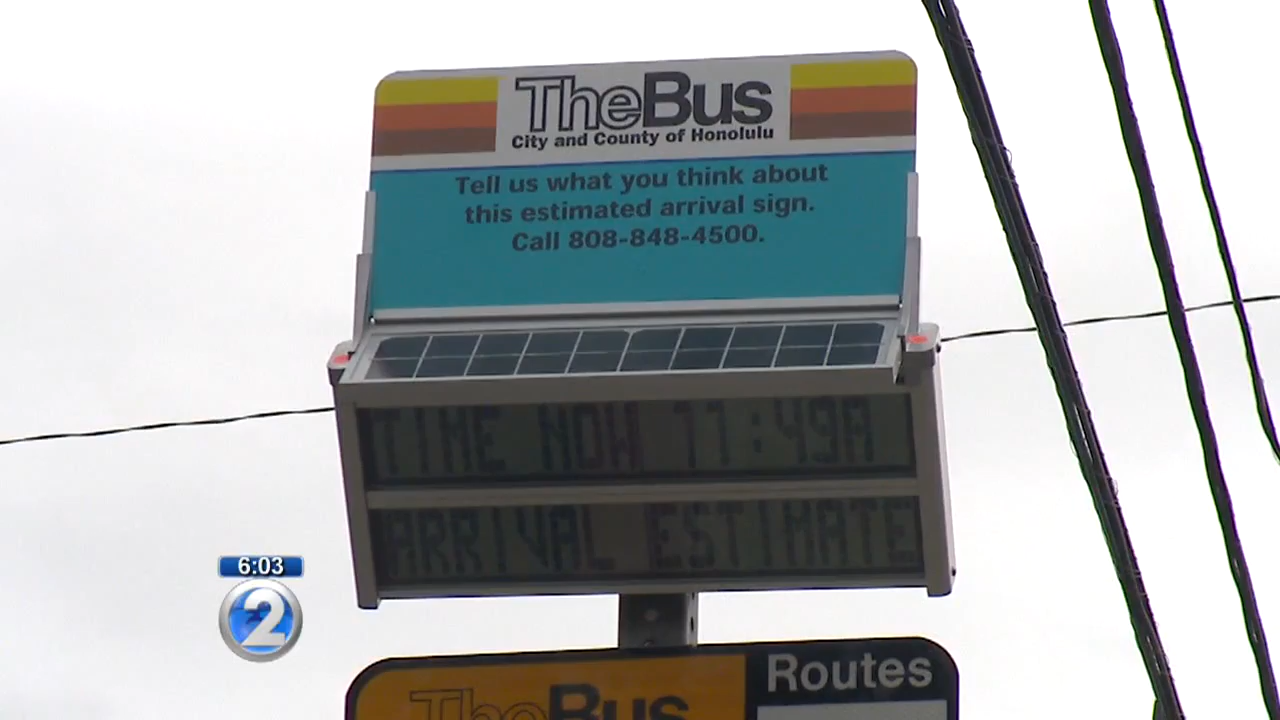 TheBus
City and County of Honolulu
Tell us what you think about
this estimated arrival sign.
Call 808-848-4500.
TIME NOW 11:49A
ARRIVAL ESTIMATE
6:03
2
TheBus
Routes